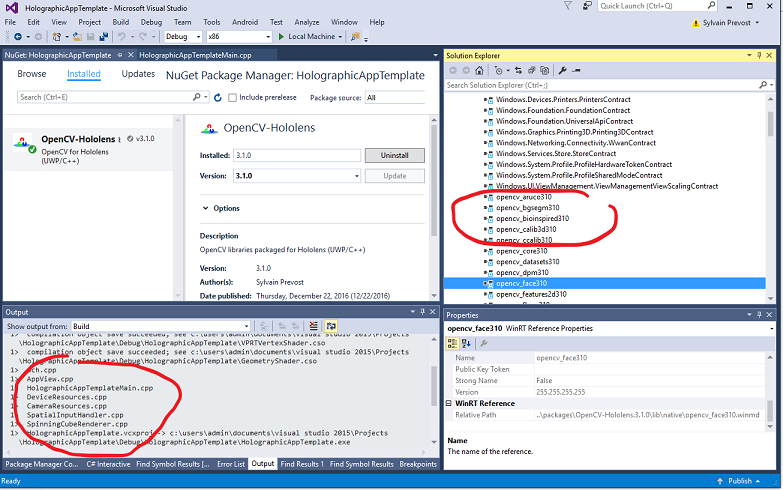 HolographicAppTemplate - Microsoft Visual Studio
Quick Launch (Ctrl+Q)
File Edit View Project Build Debug Team Tools Android Test Analyze Window Help
Sylvain Prevost
Debug x86 Local Machine
NuGet: HolographicAppTemplate HolographicAppTemplateMain.cpp
Browse Installed Updates NuGet Package Manager: HolographicAppTemplate
Search (Ctrl+E) Include prerelease Package source: All
OpenCV-Hololens v3.1.0
OpenCV for Hololens
(UWP/C++)
OpenCV-Hololens
Installed: 3.1.0 Uninstall
Version: 3.1.0 Update
Options
Description
OpenCV libraries packaged for Hololens (UWP/C++)
Version: 3.1.0
Author(s): Sylvain Prevost
Date published: Thursday, December 22, 2016 (12/22/2016)
Solution Explorer
Search Solution Explorer (Ctrl+;)
Windows.Devices.Printers.PrintersContract
Windows.Foundation.FoundationContract
Windows.Foundation.UniversalApiContract
Windows.Graphics.Printing3D.Printing3DContract
Windows.Networking.Connectivity.WwanContract
Windows.Services.Store.StoreContract
Windows.System.Profile.ProfileHardwareTokenContract
Windows.System.Profile.ProfileSharedModeContract
Windows.UI.ViewManagement.ViewManagementViewScalingContract
opencv_aruco310
opencv_bgsegm310
opencv_bioinspired310
opencv_calib3d310
opencv_ccalib310
opencv_core310
opencv_datasets310
opencv_dpm310
opencv_face310
opencv_features2d310
Output
Show output from: Build
1> compilation object save succeeded; see c:\users\admin\documents\visual studio 2015\Projects
\HolographicAppTemplate\Debug\HolographicAppTemplate\VPRTVertexShader.cso
1> compilation object save succeeded; see c:\users\admin\documents\visual studio 2015\Projects
\HolographicAppTemplate\Debug\HolographicAppTemplate\GeometryShader.cso
1> pch.cpp
1> AppView.cpp
1> HolographicAppTemplateMain.cpp
1> DeviceResources.cpp
1> CameraResources.cpp
1> SpatialInputHandler.cpp
1> SpinningCubeRenderer.cpp
1> HolographicAppTemplate.vcxproj -> c:\users\admin\documents\visual studio 2015\Projects
\HolographicAppTemplate\Debug\HolographicAppTemplate\HolographicAppTemplate.exe
Package Manager Co... C# Interactive Find Symbol Results [... Error List Output Find Results 1 Find Symbol Results Breakpoints
Properties
opencv_face310 WinRT Reference Properties
Name opencv_face310
Public Key Token
Strong Name False
Version 255.255.255.255
WinRT Reference
Relative Path ..\packages\OpenCV-Hololens.3.1.0\lib\native\opencv_face310.winmd
Name
The name of the reference.
Ready Publish